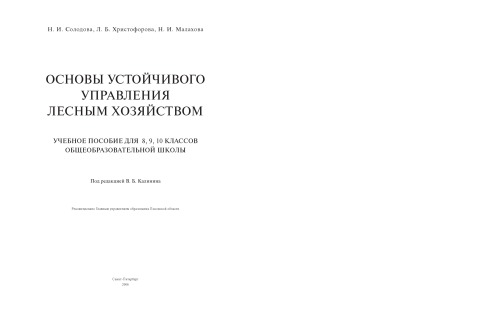 Н. И. Солодова, Л. Б. Христофорова, Н. И. Малахова
ОСНОВЫ УСТОЙЧИВОГО
УПРАВЛЕНИЯ
ЛЕСНЫМ ХОЗЯЙСТВОМ
УЧЕБНОЕ ПОСОБИЕ ДЛЯ 8, 9, 10 КЛАССОВ
ОБЩЕОБРАЗОВАТЕЛЬНОЙ ШКОЛЫ
Под редакцией В. Б. Калинина
Рекомендовано Главным управлением образования Псковской области
Санкт-Петербург
2006